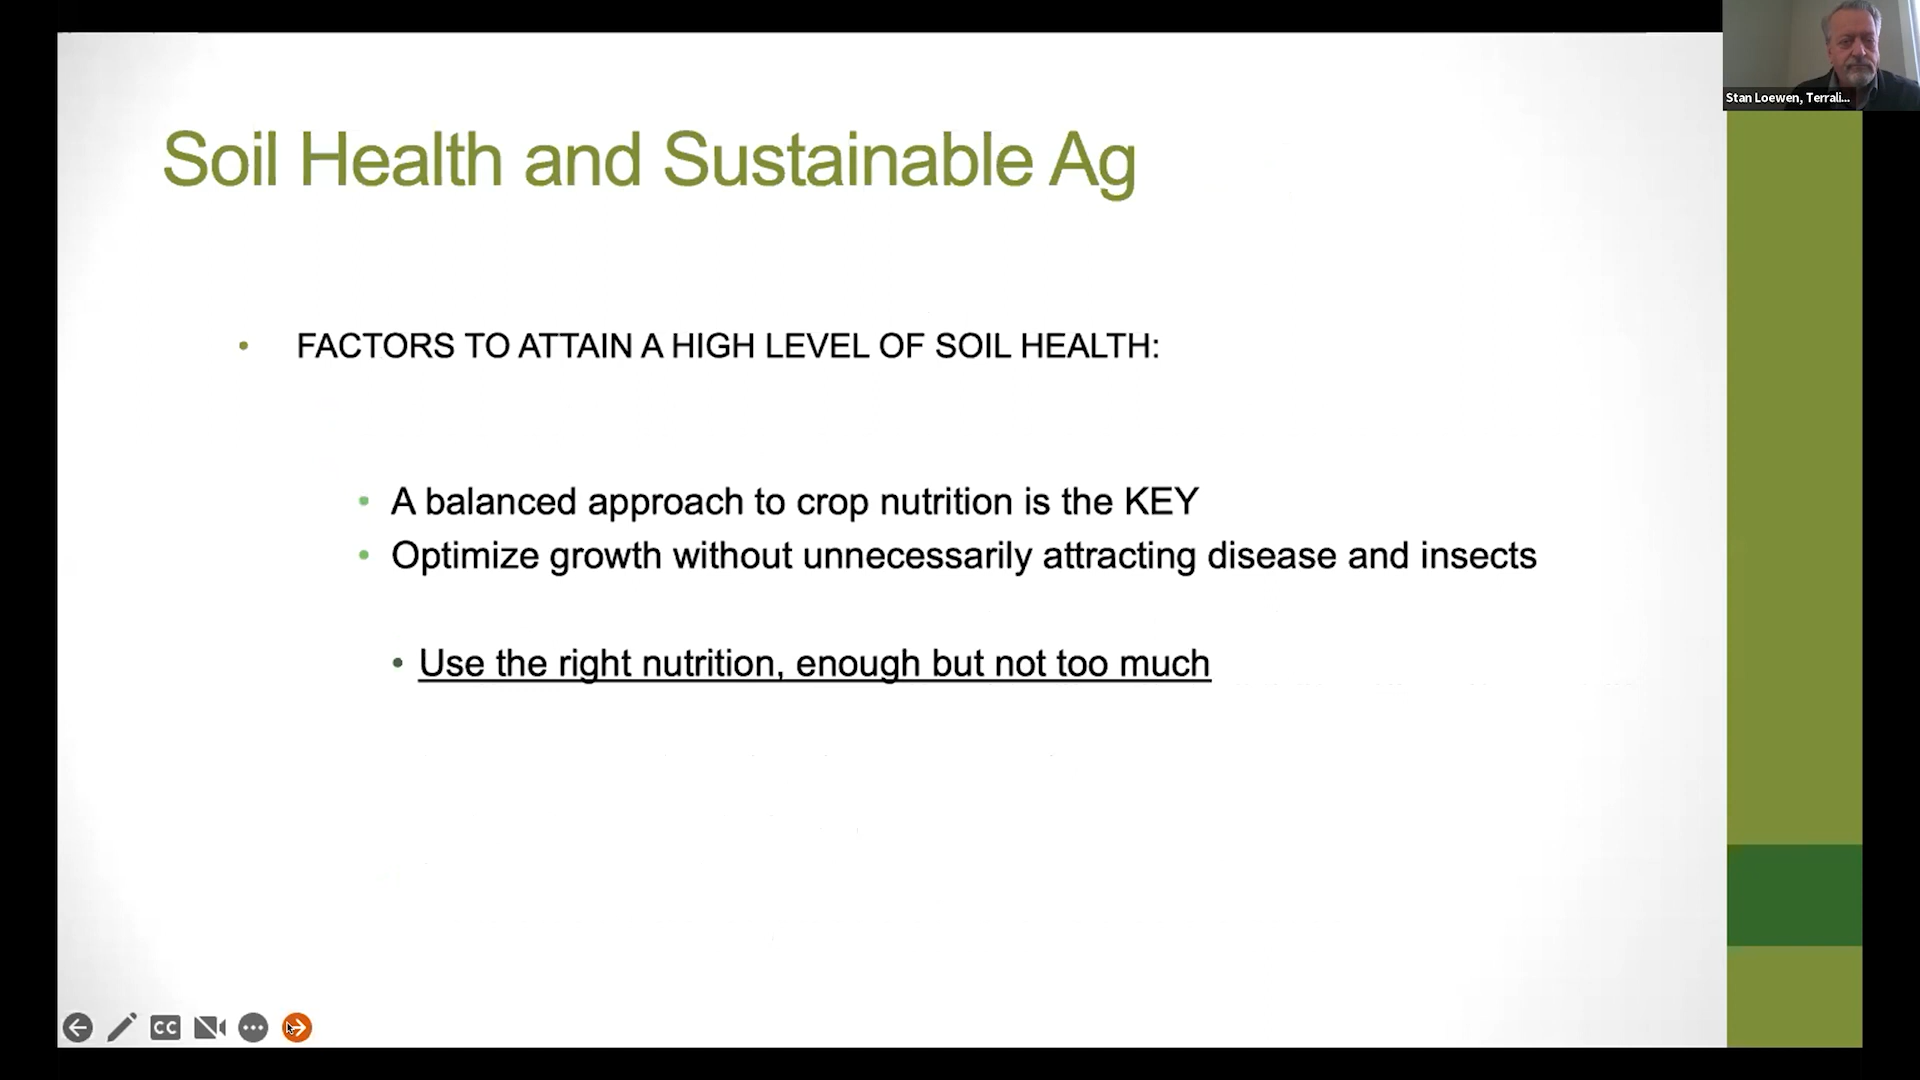 Stan Loewen, Terrali...
Soil Health and Sustainable Ag
• FACTORS TO ATTAIN A HIGH LEVEL OF SOIL HEALTH:
• A balanced approach to crop nutrition is the KEY
• Optimize growth without unnecessarily attracting disease and insects
• Use the right nutrition, enough but not too much
CC